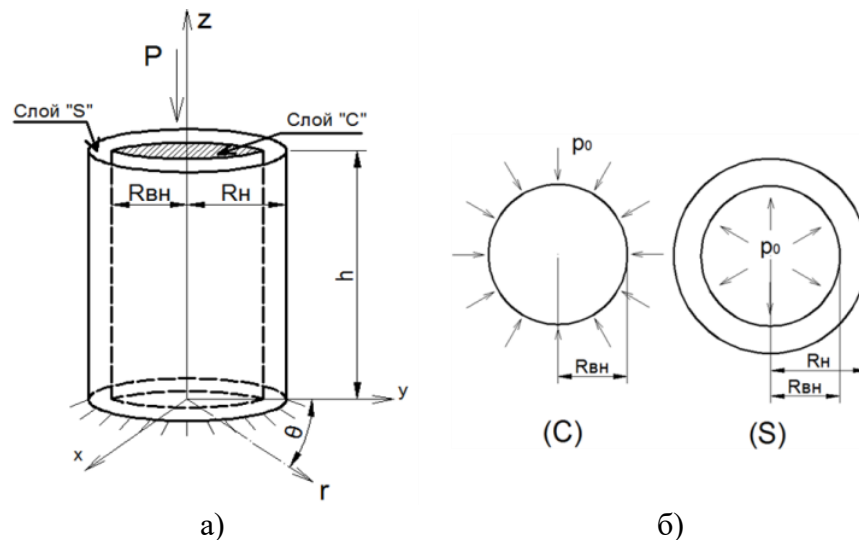 z
P
Слой "S"
Слой "C"
Rвн
Rн
h
y
θ
x
r
а)
p₀
Rвн
(C)
p₀
Rн
Rвн
(S)
б)